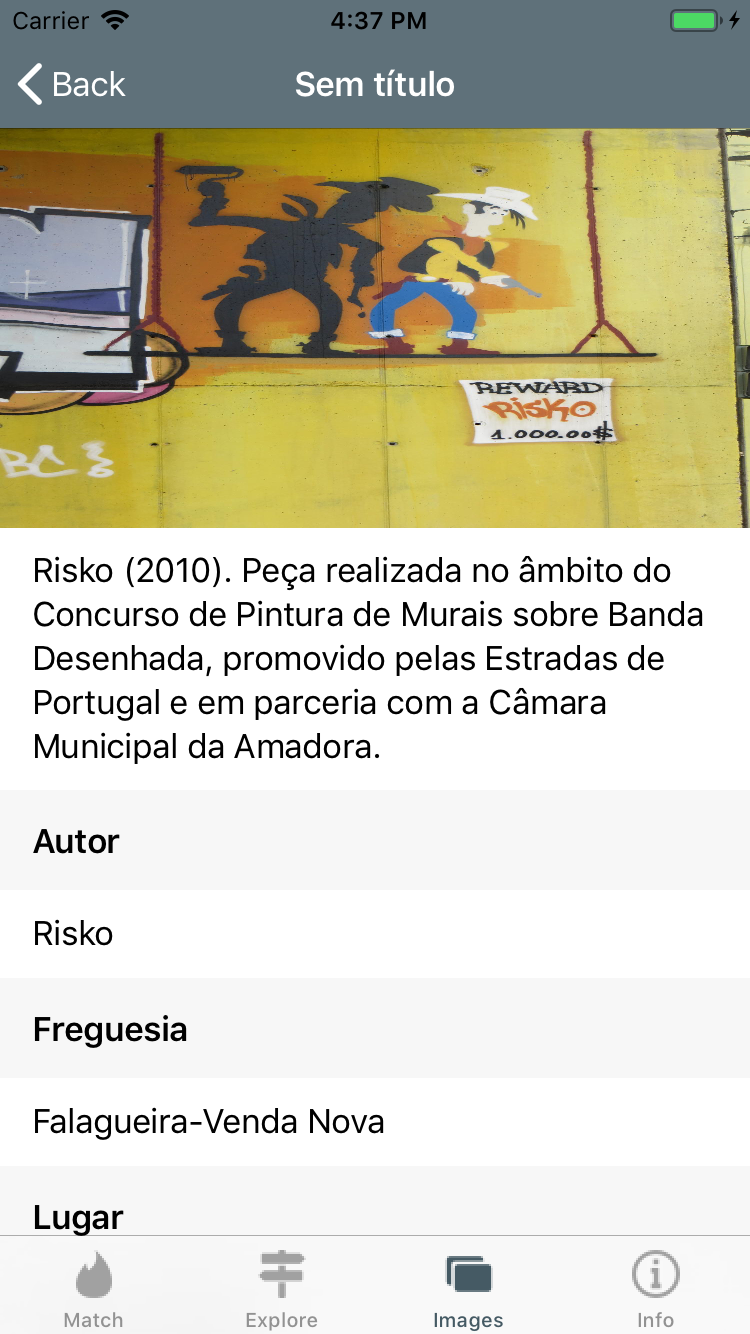 Carrier 4:37 PM
Back Sem título
REWARD
RISKO
1.000.00$
BC
Risko (2010). Peça realizada no âmbito do
Concurso de Pintura de Murais sobre Banda
Desenhada, promovido pelas Estradas de
Portugal e em parceria com a Câmara
Municipal da Amadora.
Autor
Risko
Freguesia
Falagueira-Venda Nova
Lugar
Match Explore Images Info